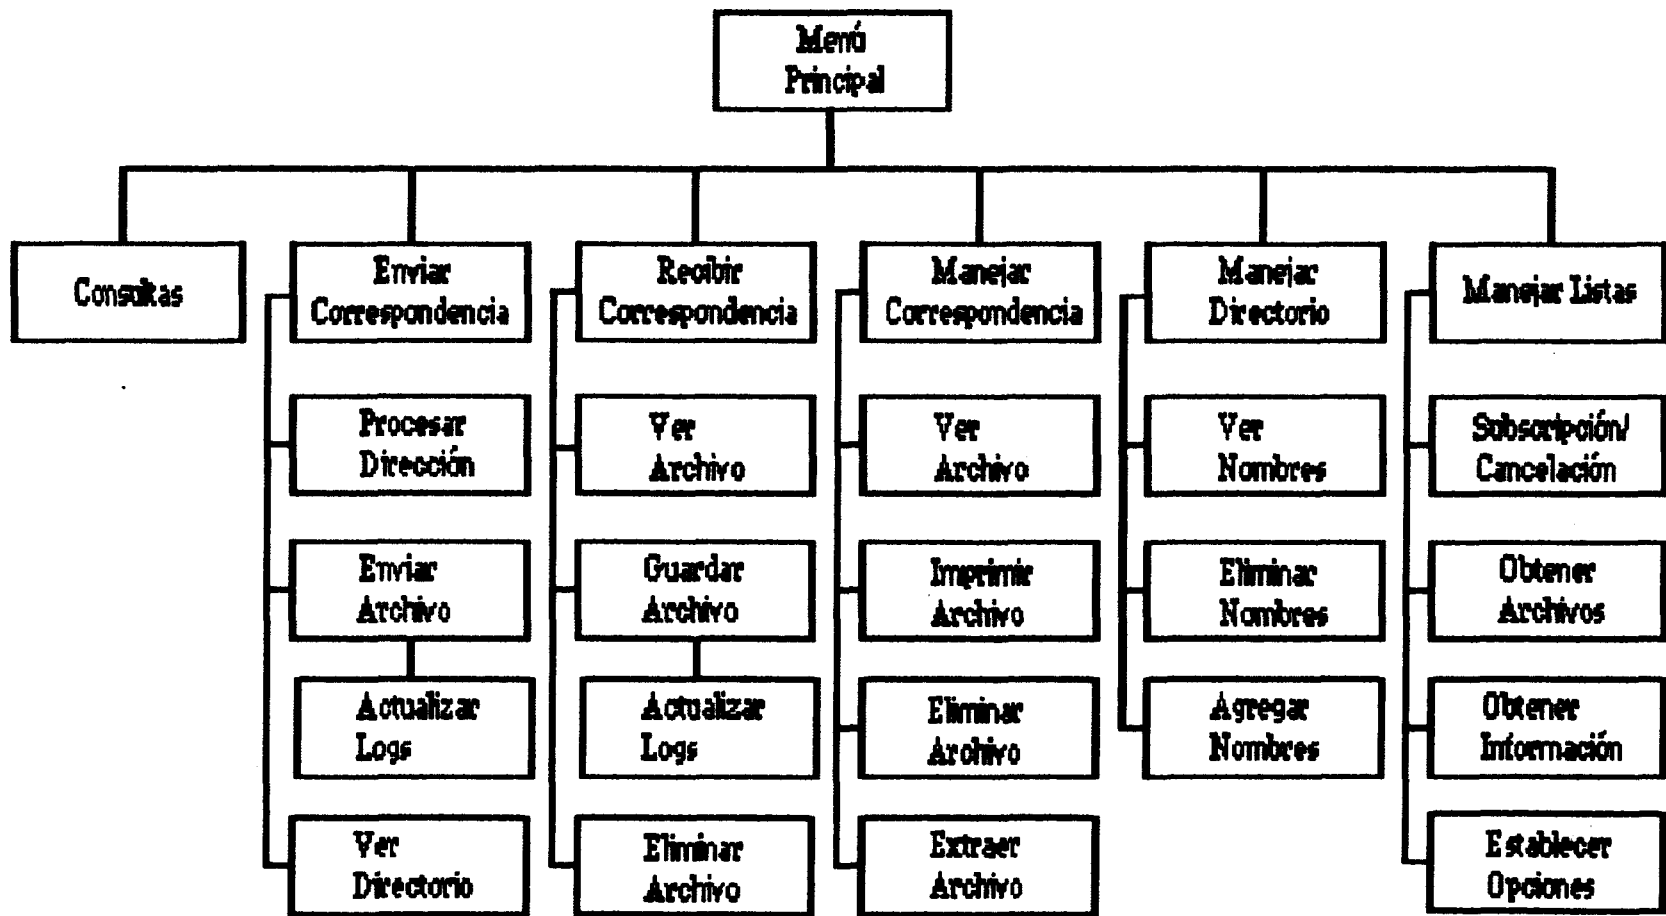 Menú
Principal
Consultas
Enviar
Correspondencia
Recibir
Correspondencia
Manejar
Correspondencia
Manejar
Directorio
Manejar Listas
Procesar
Dirección
Ver
Archivo
Ver
Archivo
Ver
Nombres
Subscripción/
Cancelación
Enviar
Archivo
Guardar
Archivo
Imprimir
Archivo
Eliminar
Nombres
Obtener
Archivos
Actualizar
Logs
Actualizar
Logs
Eliminar
Archivo
Agregar
Nombres
Obtener
Información
Ver
Directorio
Eliminar
Archivo
Extraer
Archivo
Establecer
Opciones